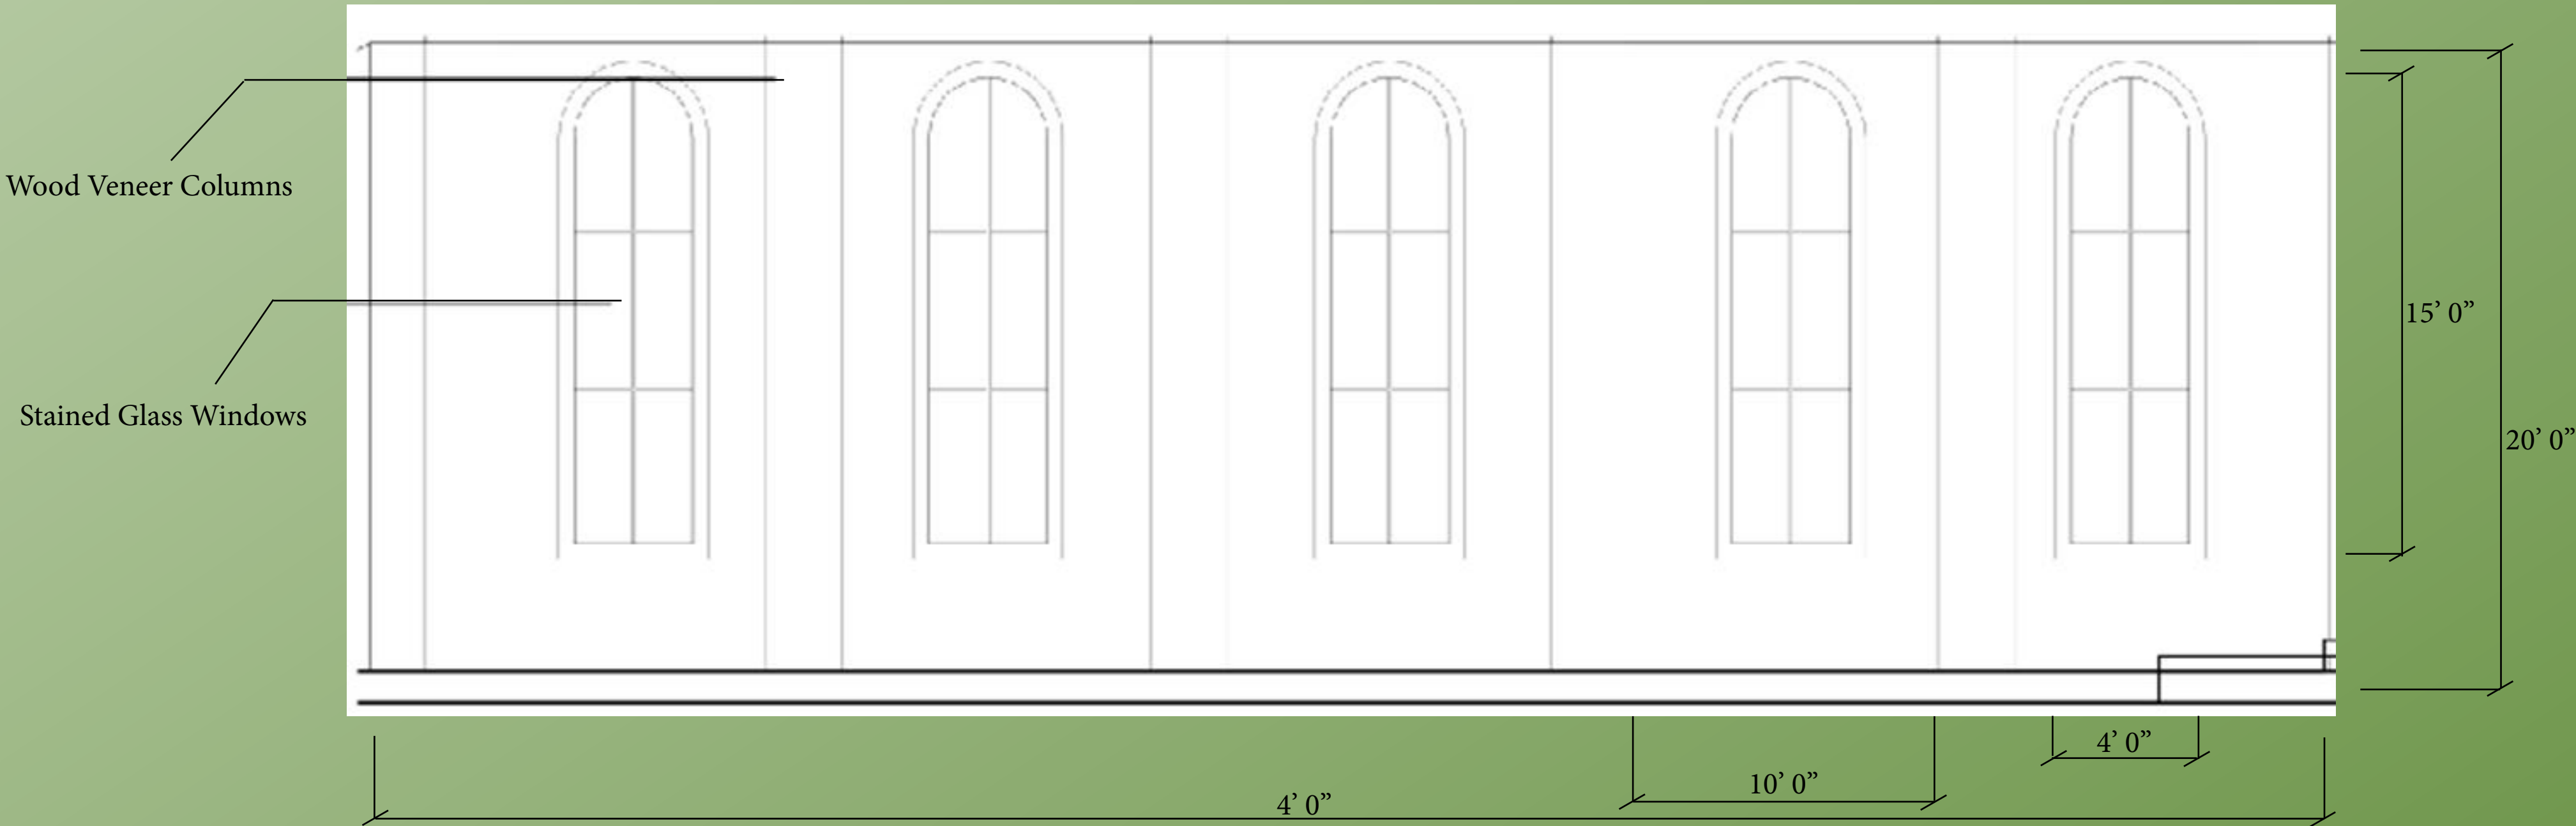 Wood Veneer Columns
Stained Glass Windows
15’ 0”
20’ 0”
4’ 0”
10’ 0”
4’ 0”